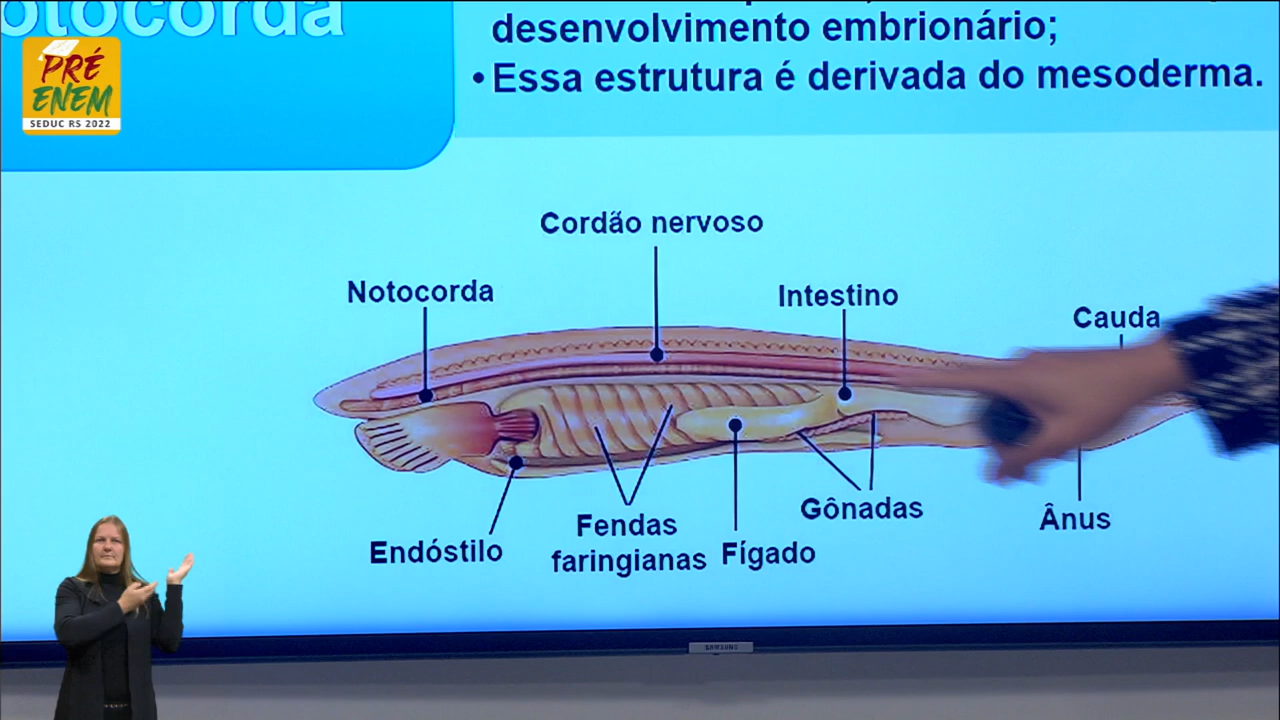 otocorda
PRÉ
ENEM
SEDUC RS 2022
desenvolvimento embrionário;
• Essa estrutura é derivada do mesoderma.
Cordão nervoso
Notocorda
Intestino
Cauda
Gônadas
Ânus
Fendas
faringianas
Endóstilo
Fígado
SAMSUNG